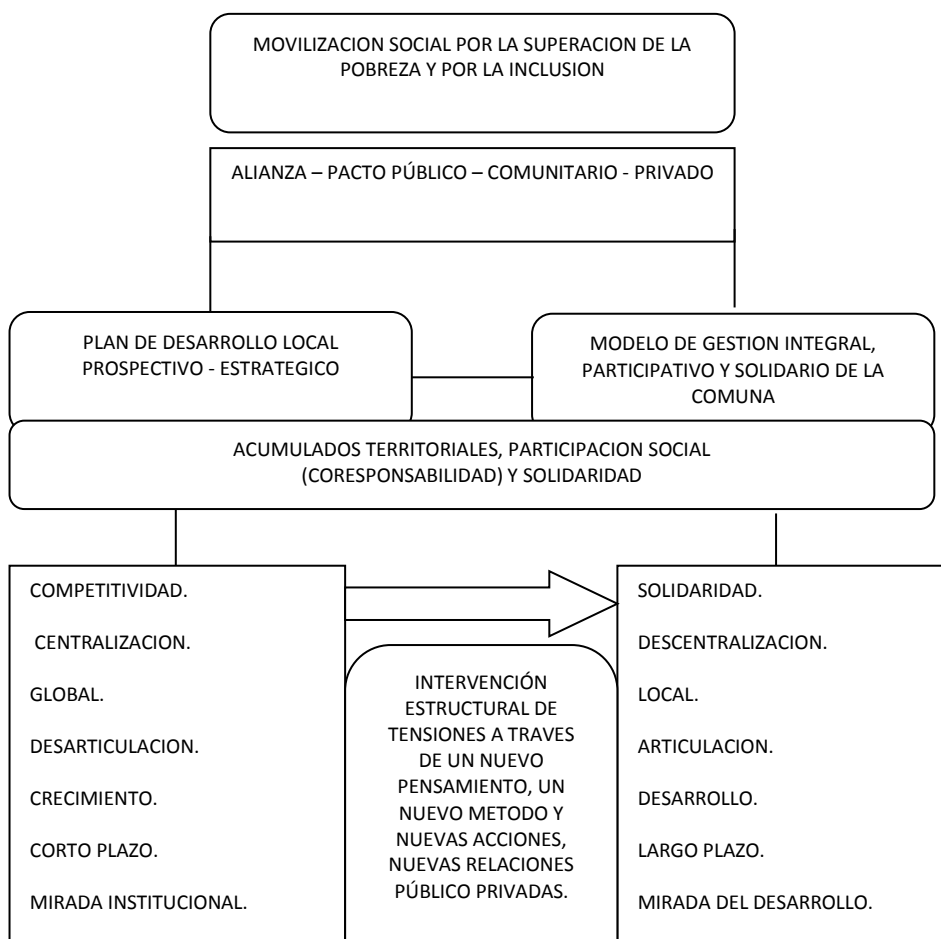 MOVILIZACION SOCIAL POR LA SUPERACION DE LA
POBREZA Y POR LA INCLUSION
ALIANZA – PACTO PÚBLICO – COMUNITARIO - PRIVADO
PLAN DE DESARROLLO LOCAL
PROSPECTIVO - ESTRATEGICO
MODELO DE GESTION INTEGRAL,
PARTICIPATIVO Y SOLIDARIO DE LA
COMUNA
ACUMULADOS TERRITORIALES, PARTICIPACION SOCIAL
(CORESPONSABILIDAD) Y SOLIDARIDAD
COMPETITIVIDAD.
CENTRALIZACION.
GLOBAL.
DESARTICULACION.
CRECIMIENTO.
CORTO PLAZO.
MIRADA INSTITUCIONAL.
INTERVENCIÓN
ESTRUCTURAL DE
TENSIONES A TRAVES
DE UN NUEVO
PENSAMIENTO, UN
NUEVO METODO Y
NUEVAS ACCIONES,
NUEVAS RELACIONES
PÚBLICO PRIVADAS.
SOLIDARIDAD.
DESCENTRALIZACION.
LOCAL.
ARTICULACION.
DESARROLLO.
LARGO PLAZO.
MIRADA DEL DESARROLLO.